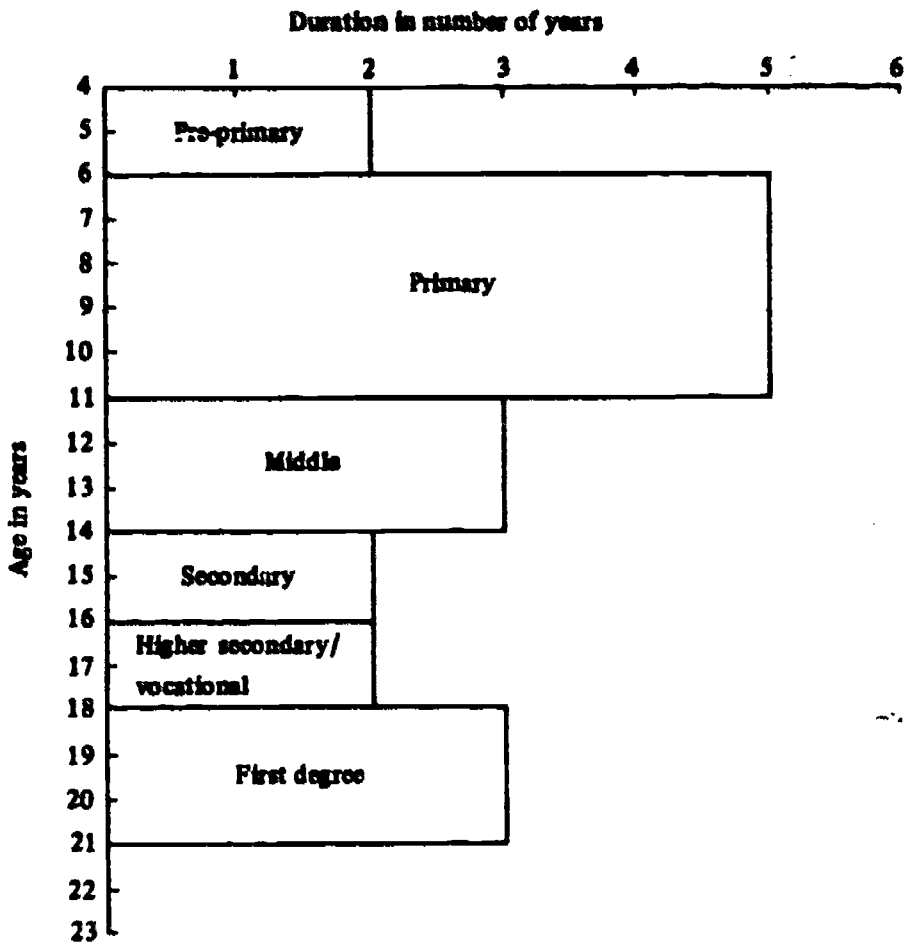 Duration in number of years
1 2 3 4 5 6
4
5
Pre-primary
6
7
8
Primary
9
10
11
12
Middle
13
14
15
Secondary
16
Higher secondary/
17
vocational
18
19
First degree
20
21
22
23
Age in years